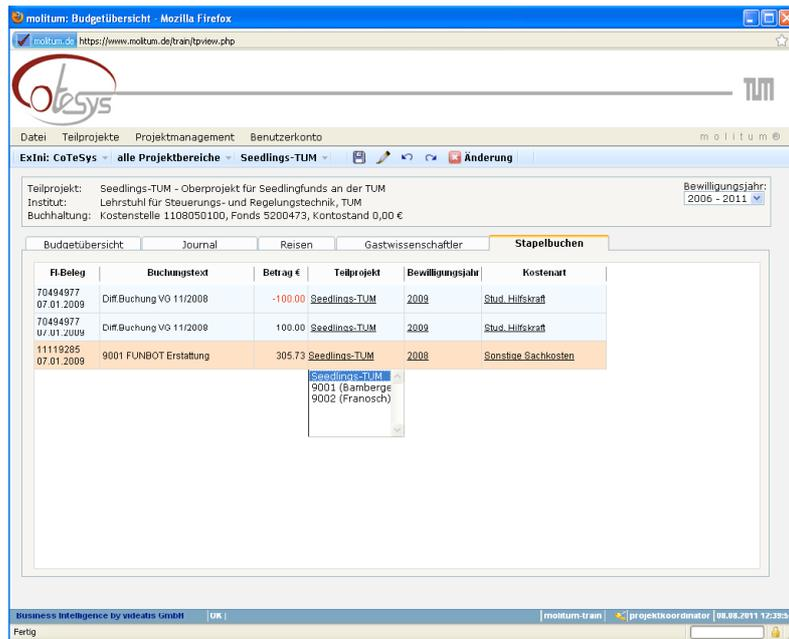 molitum: Budgetübersicht - Mozilla Firefox
molitum.de https://www.molitum.de/train/tpview.php
CoTeSys TUM
Datei Teilprojekte Projektmanagement Benutzerkonto molitum®
ExIni: CoTeSys alle Projektbereiche Seedlings-TUM Änderung
Teilprojekt: Seedlings-TUM - Oberprojekt für Seedlingfunds an der TUM
Bewilligungsjahr:
Institut: Lehrstuhl für Steuerungs- und Regelungstechnik, TUM
2006 - 2011
Buchhaltung: Kostenstelle 1108050100, Fonds 5200473, Kontostand 0,00 €
Budgetübersicht Journal Reisen Gastwissenschaftler Stapelbuchen
FI-Beleg Buchungstext Betrag € Teilprojekt Bewilligungsjahr Kostenart
70494977
07.01.2009 Diff.Buchung VG 11/2008 -100.00 Seedlings-TUM 2009 Stud. Hilfskraft
70494977
07.01.2009 Diff.Buchung VG 11/2008 100.00 Seedlings-TUM 2009 Stud. Hilfskraft
11119285
07.01.2009 9001 FUNBOT Erstattung 305.73 Seedlings-TUM 2008 Sonstige Sachkosten
Seedlings-TUM
9001 (Bamberge
9002 (Franosch)
Business Intelligence by videatis GmbH |OK | |molitum-train | projektkoordinator |08.08.2011 12:39:5
Fertig